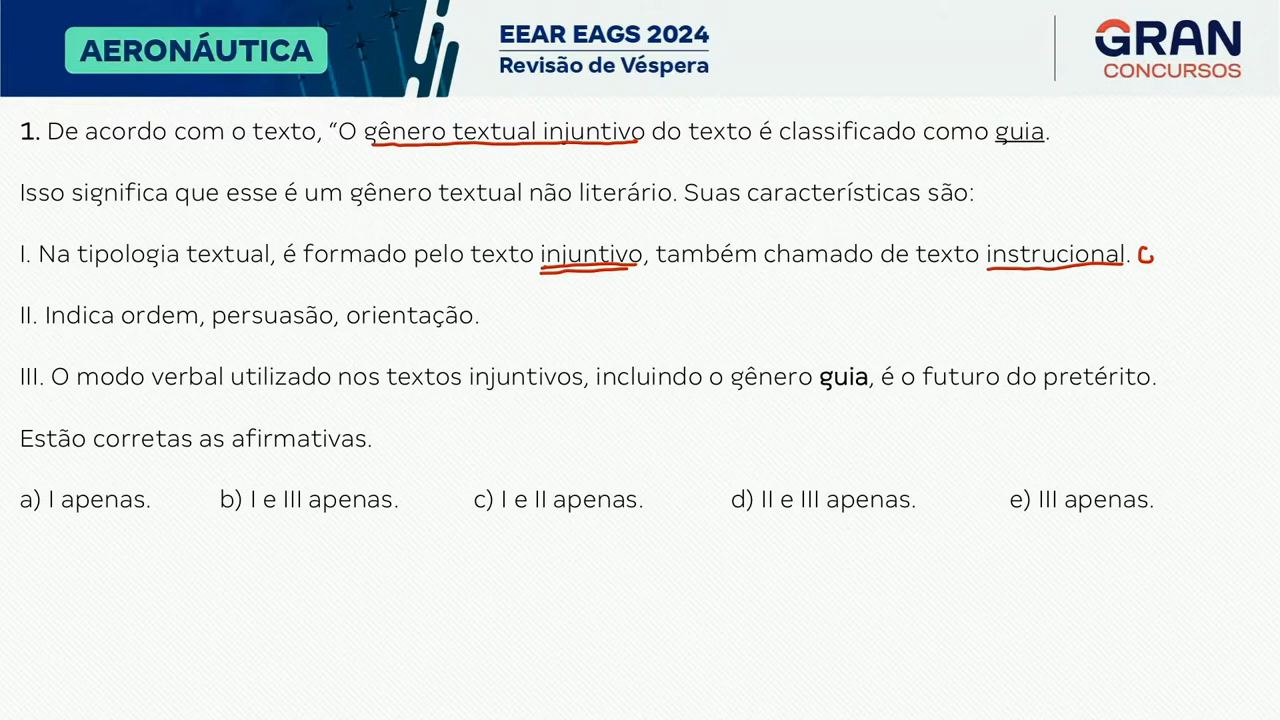 AERONÁUTICA
EEAR EAGS 2024
Revisão de Véspera
GRAN
CONCURSOS
1. De acordo com o texto, “O gênero textual injuntivo do texto é classificado como guia.
Isso significa que esse é um gênero textual não literário. Suas características são:
I. Na tipologia textual, é formado pelo texto injuntivo, também chamado de texto instrucional. C
II. Indica ordem, persuasão, orientação.
III. O modo verbal utilizado nos textos injuntivos, incluindo o gênero guia, é o futuro do pretérito.
Estão corretas as afirmativas.
a) I apenas. b) I e III apenas. c) I e II apenas. d) II e III apenas. e) III apenas.